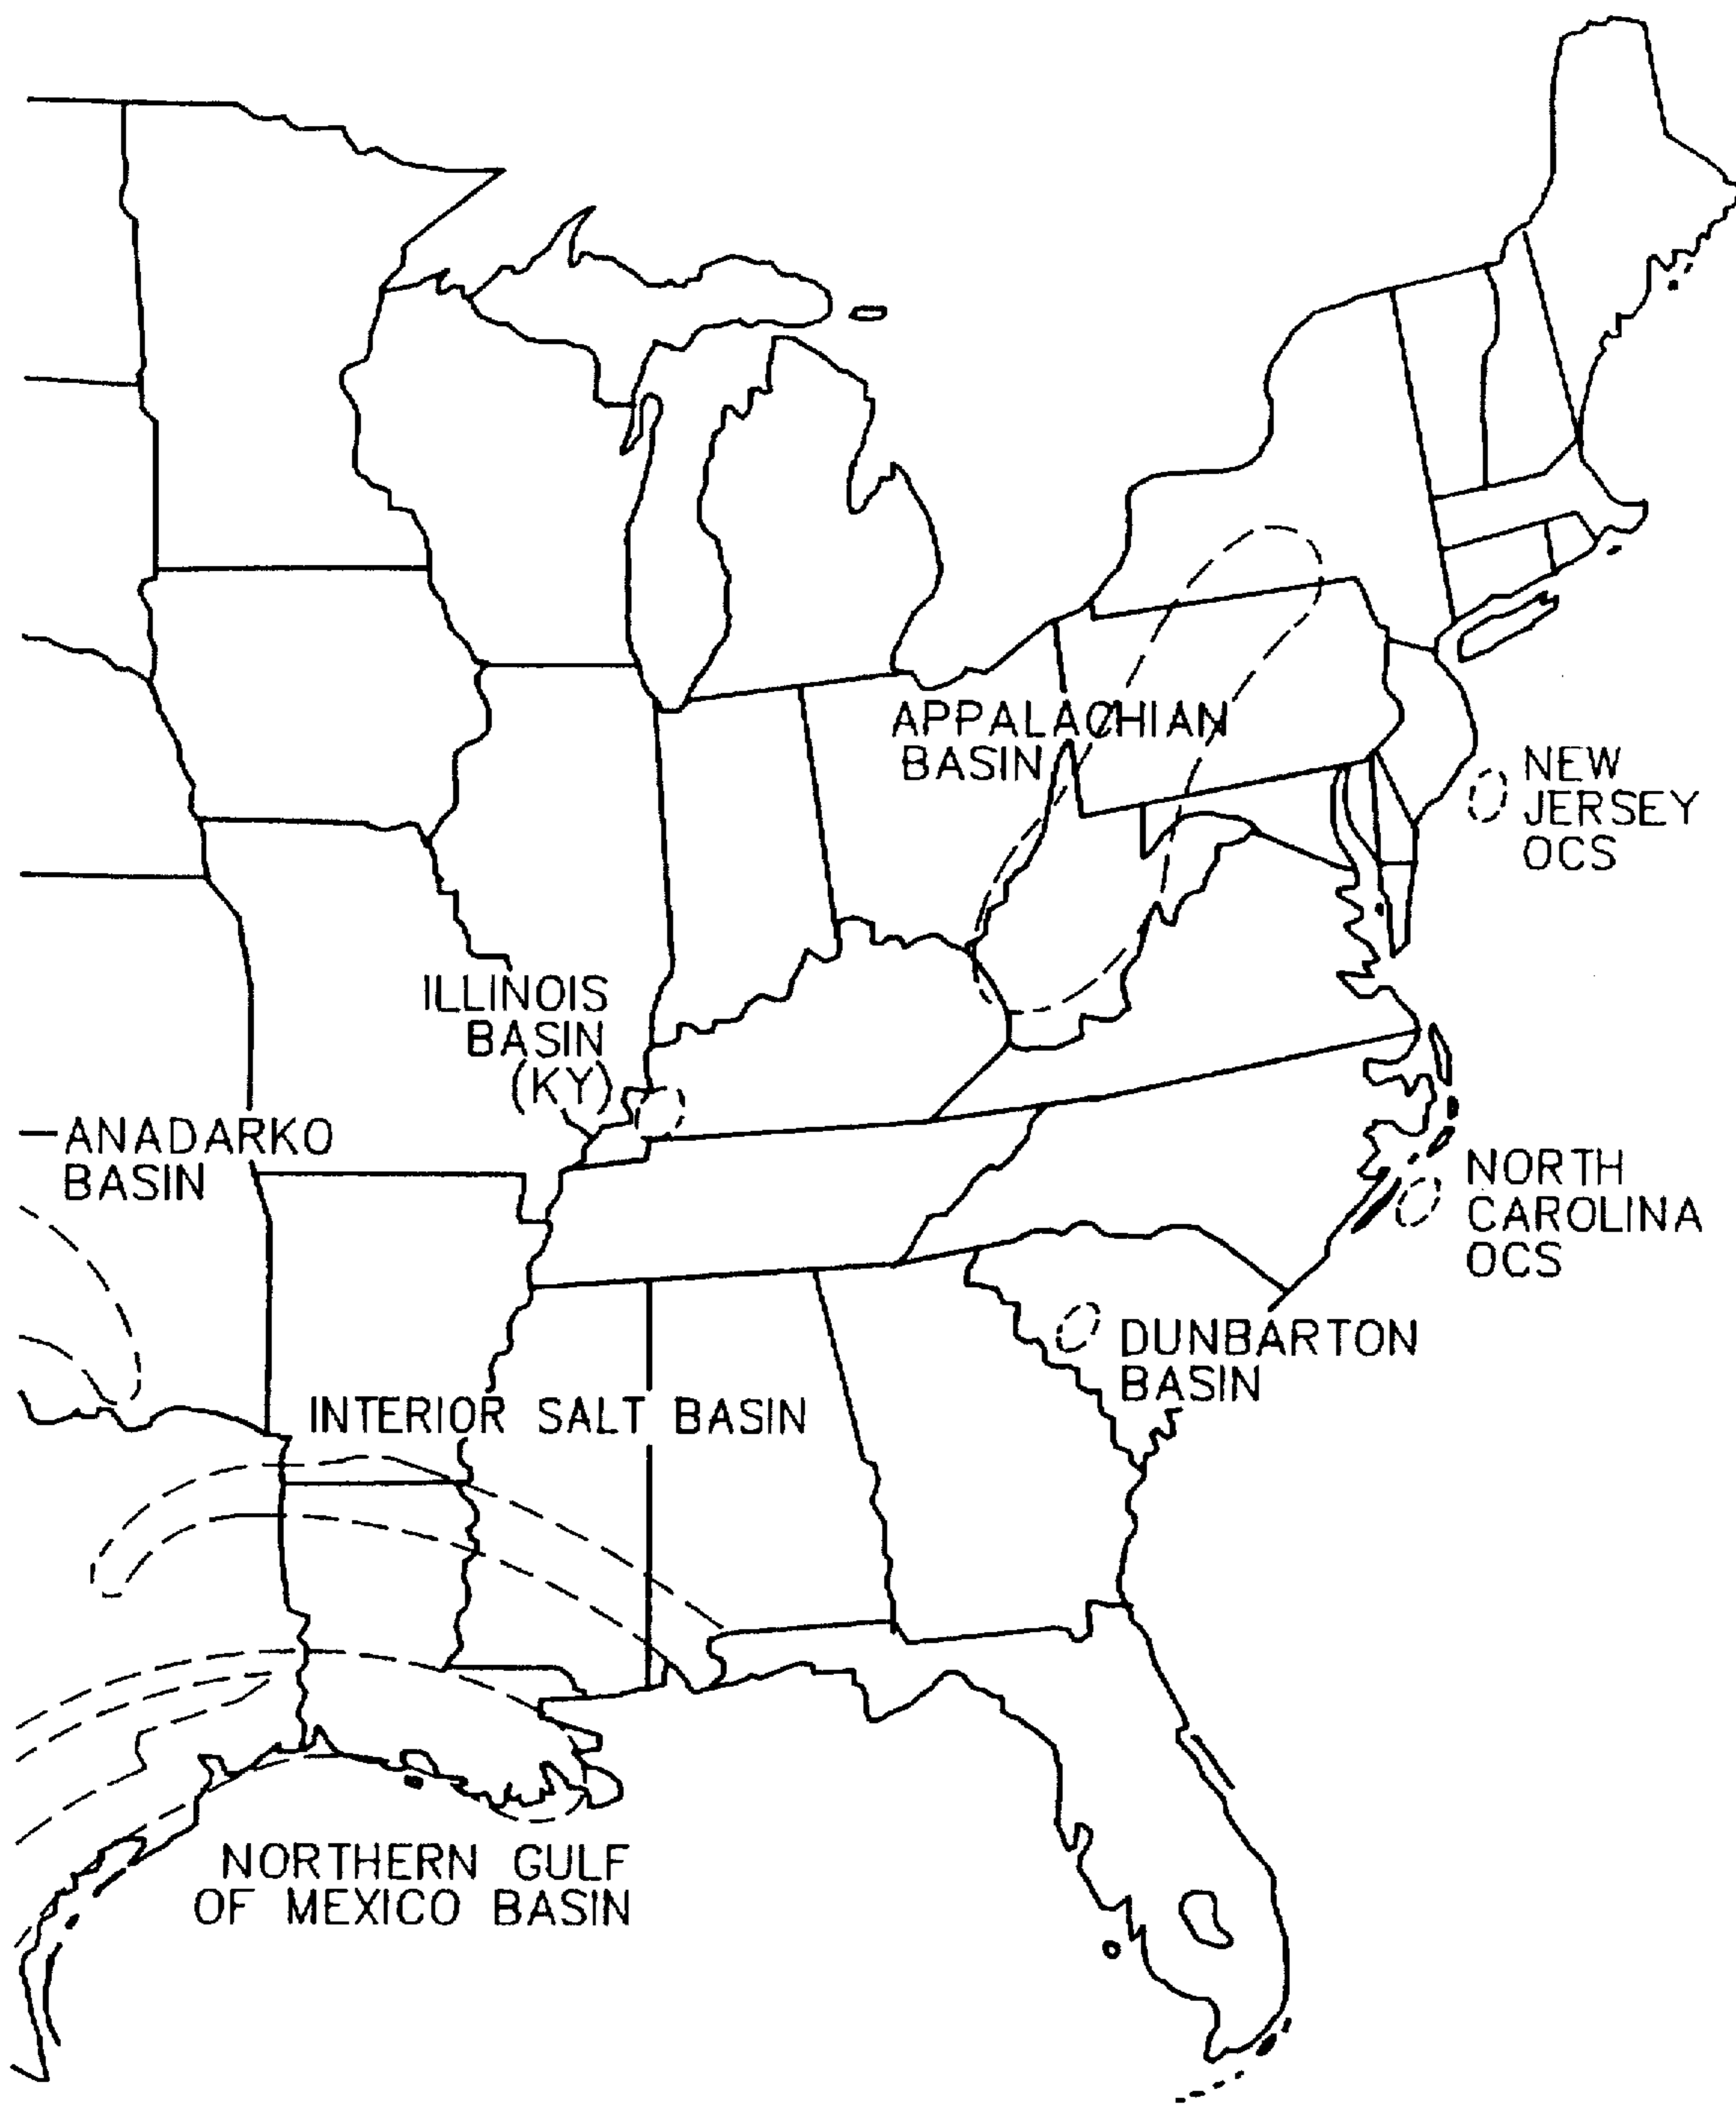 APPALACHIAN
BASIN
NEW
JERSEY
OCS
ILLINOIS
BASIN
(KY)
ANADARKO
BASIN
NORTH
CAROLINA
OCS
DUNBARTON
BASIN
INTERIOR SALT BASIN
NORTHERN GULF
OF MEXICO BASIN